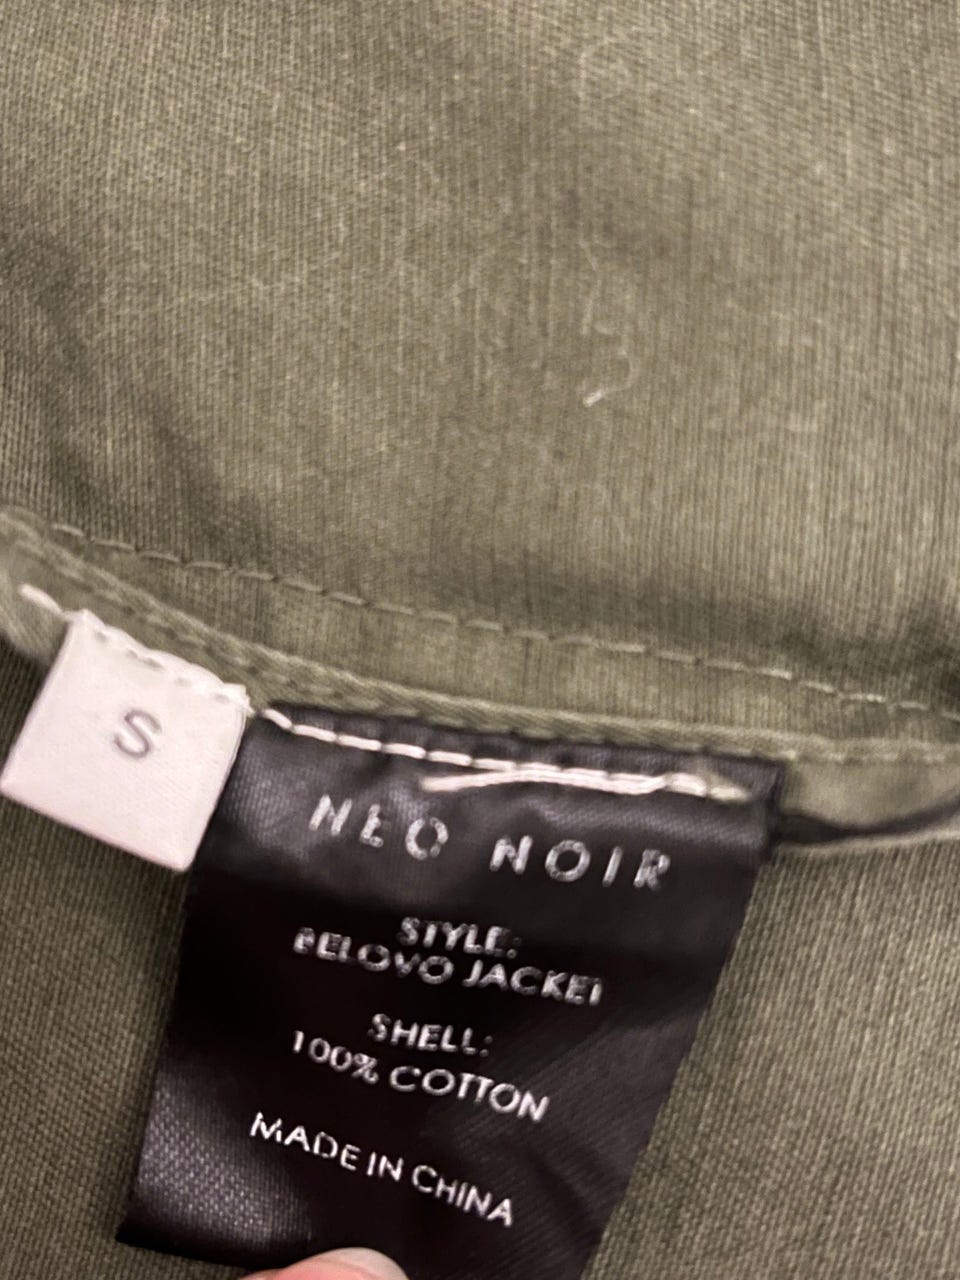 S
NEO NOIR
STYLE:
BELOVO JACKET
SHELL:
100% COTTON
MADE IN CHINA